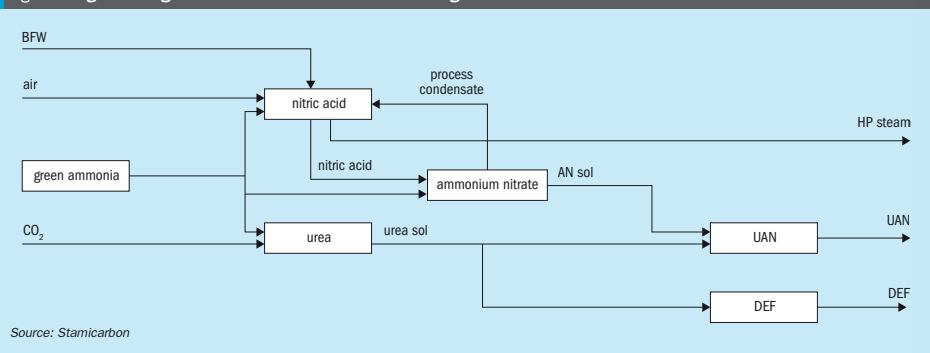 BFW
air
process
condensate
nitric acid
HP steam
nitric acid
green ammonia
ammonium nitrate
AN sol
CO₂
urea
urea sol
UAN
UAN
DEF
DEF
Source: Stamicarbon